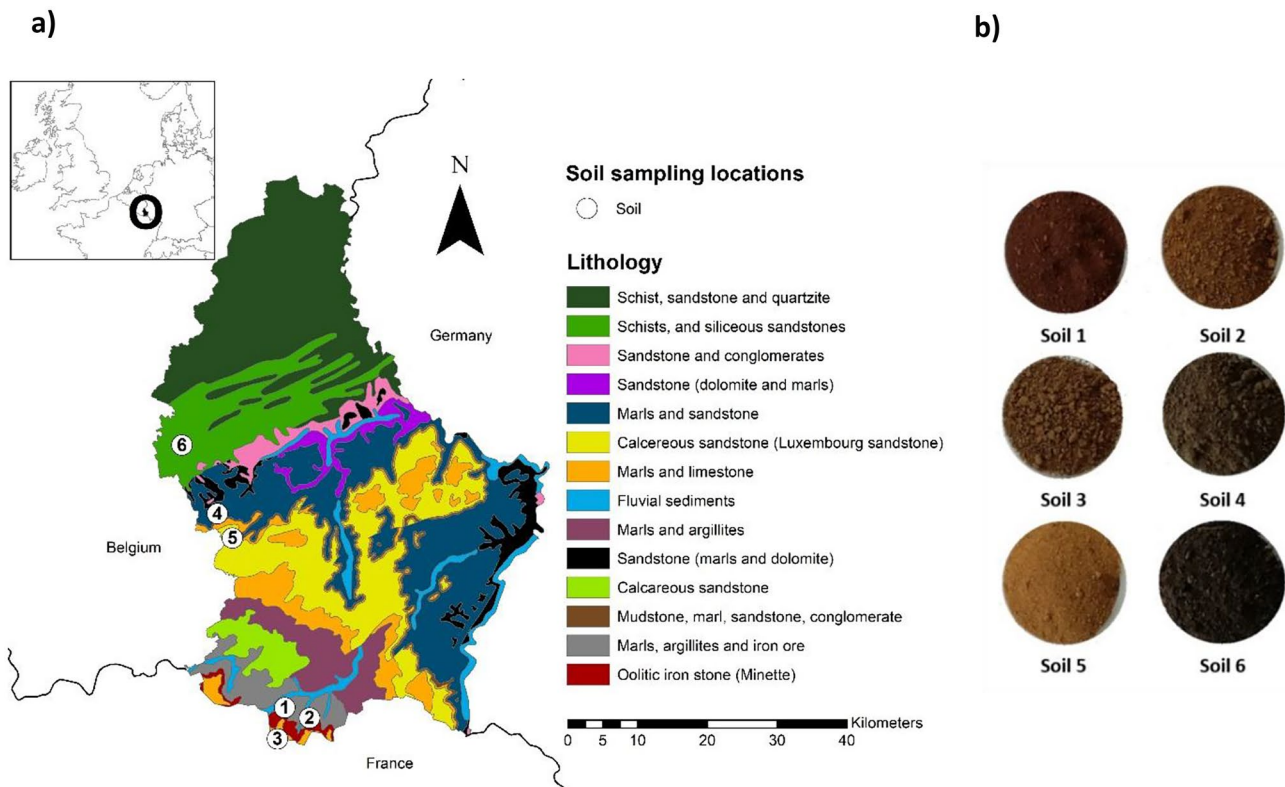 a)
b)
N
Germany
Belgium
France
6
4
5
1
2
3
Soil sampling locations
Soil
Lithology
Schist, sandstone and quartzite
Schists, and siliceous sandstones
Sandstone and conglomerates
Sandstone (dolomite and marls)
Marls and sandstone
Calcereous sandstone (Luxembourg sandstone)
Marls and limestone
Fluvial sediments
Marls and argillites
Sandstone (marls and dolomite)
Calcareous sandstone
Mudstone, marl, sandstone, conglomerate
Marls, argillites and iron ore
Oolitic iron stone (Minette)
Kilometers
0 5 10 20 30 40
Soil 1
Soil 2
Soil 3
Soil 4
Soil 5
Soil 6